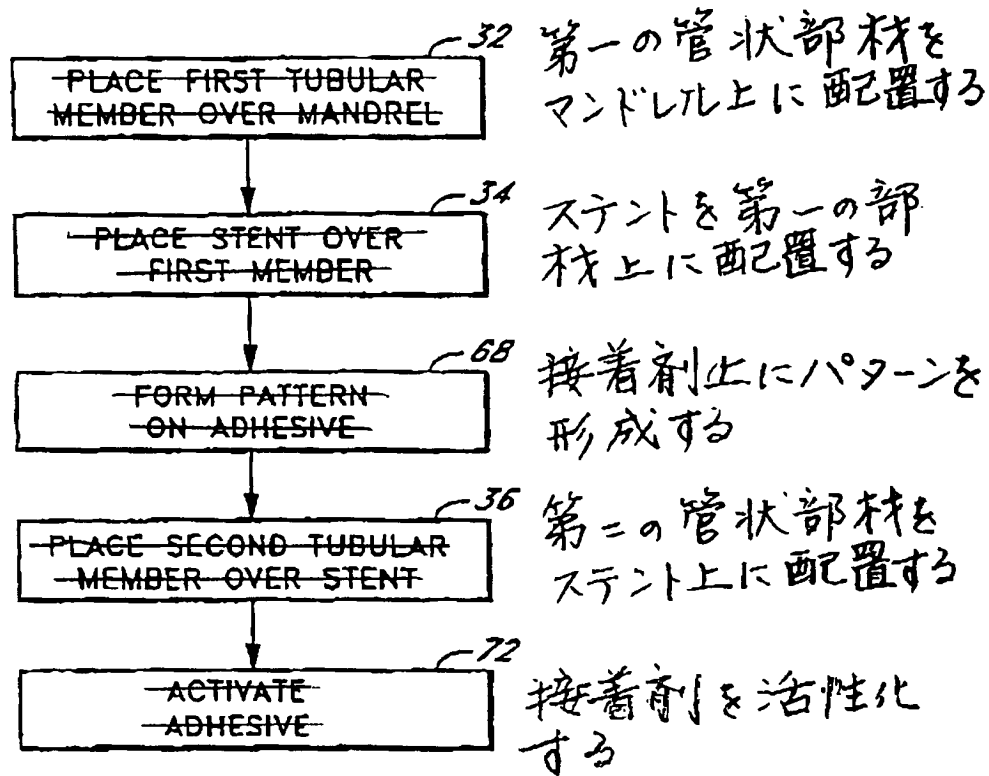 32
PLACE FIRST TUBULAR
MEMBER OVER MANDREL
第一の管状部材を
マンドレル上に配置する
34
PLACE STENT OVER
FIRST MEMBER
ステントを第一の部
材上に配置する
68
FORM PATTERN
ON ADHESIVE
接着剤上にパターンを
形成する
36
PLACE SECOND TUBULAR
MEMBER OVER STENT
第二の管状部材を
ステント上に配置する
72
ACTIVATE
ADHESIVE
接着剤を活性化
する